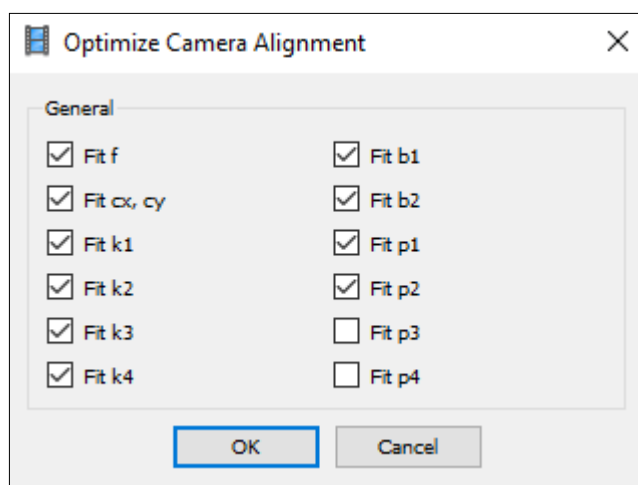 Optimize Camera Alignment
General
Fit f
Fit b1
Fit cx, cy
Fit b2
Fit k1
Fit p1
Fit k2
Fit p2
Fit k3
Fit p3
Fit k4
Fit p4
OK
Cancel